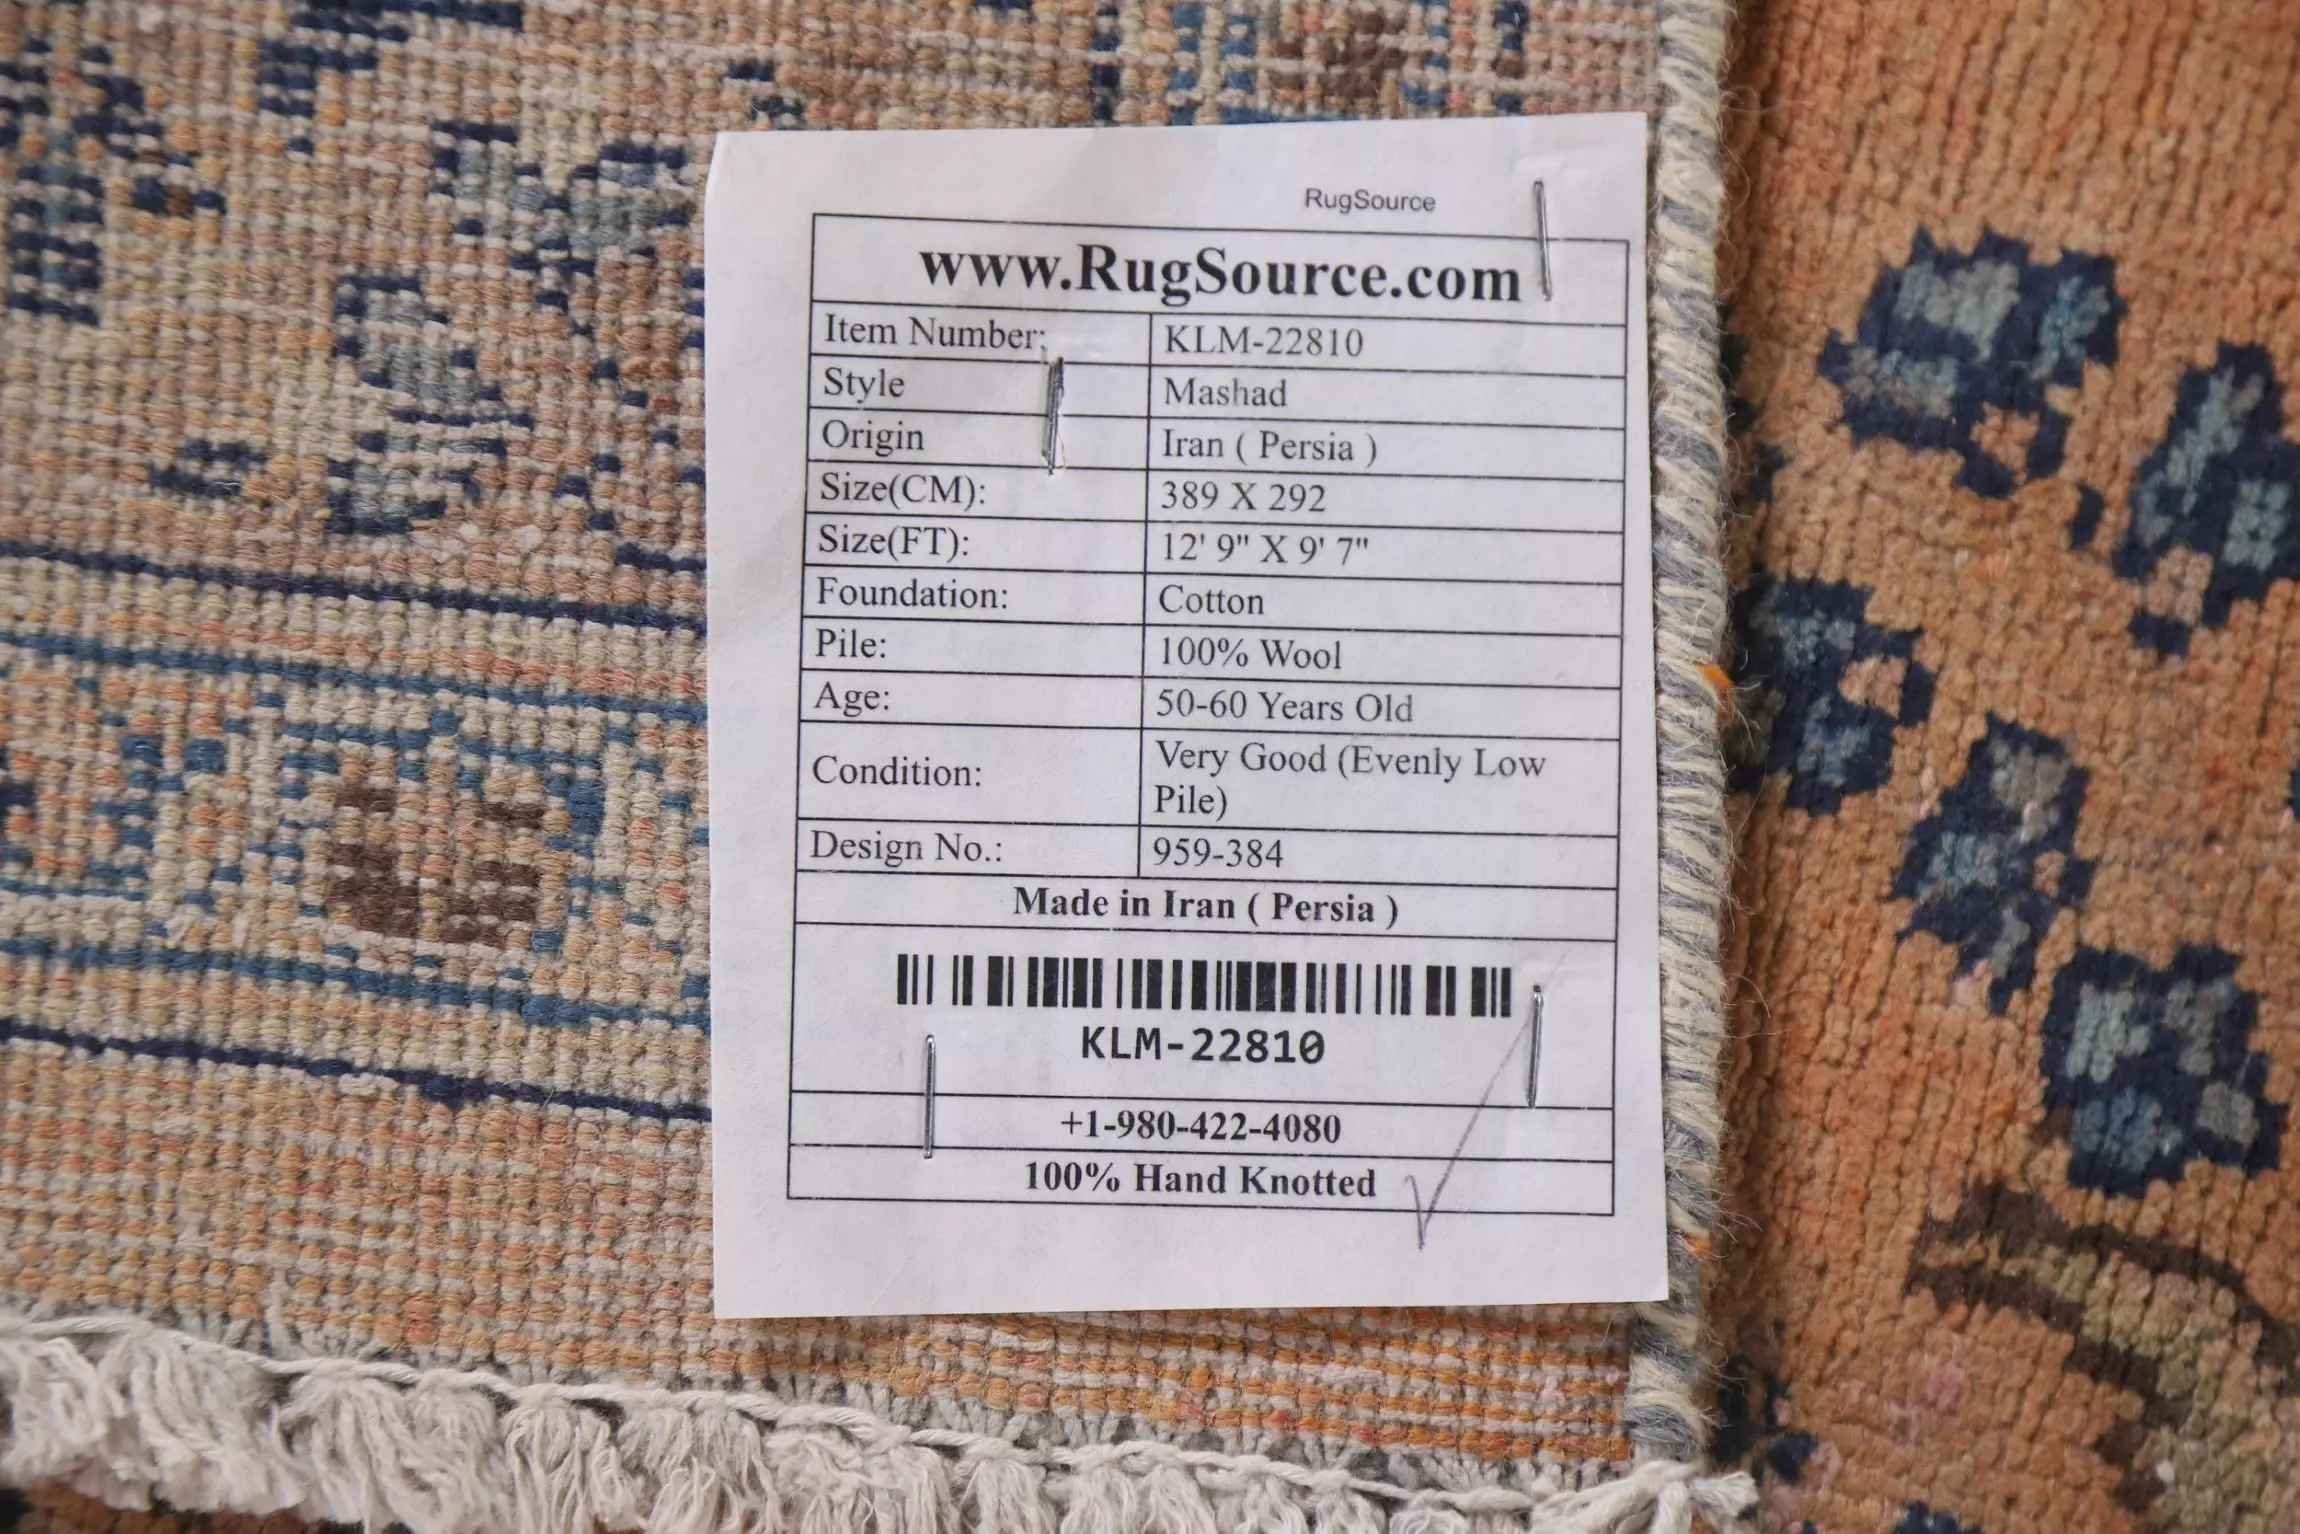 RugSource
www.RugSource.com
Item Number: KLM-22810
Style Mashad
Origin Iran ( Persia )
Size(CM): 389 X 292
Size(FT): 12' 9" X 9' 7"
Foundation: Cotton
Pile: 100% Wool
Age: 50-60 Years Old
Condition: Very Good (Evenly Low
Pile)
Design No.: 959-384
Made in Iran ( Persia )
KLM-22810
+1-980-422-4080
100% Hand Knotted